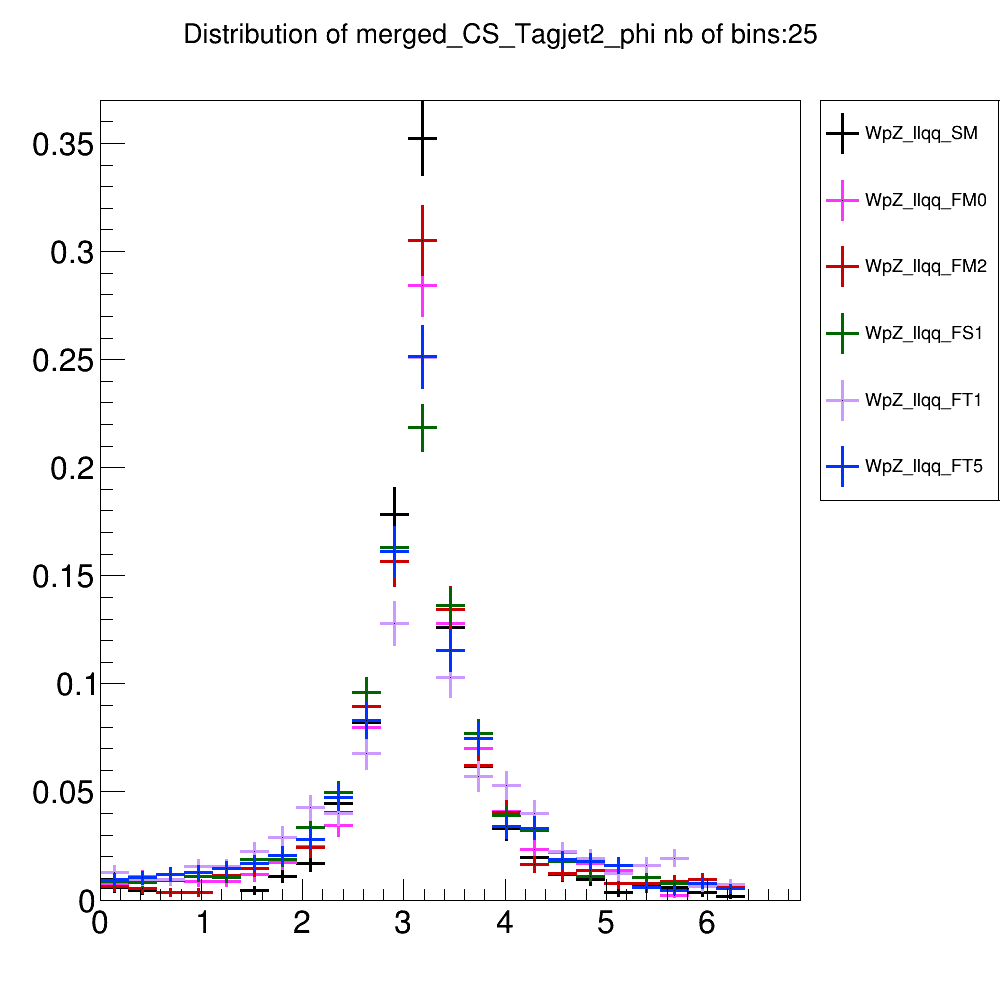 Distribution of merged_CS_Tagjet2_phi nb of bins:25
0.35
0.3
0.25
0.2
0.15
0.1
0.05
0
0 1 2 3 4 5 6
WpZ_llqq_SM
WpZ_llqq_FM0
WpZ_llqq_FM2
WpZ_llqq_FS1
WpZ_llqq_FT1
WpZ_llqq_FT5